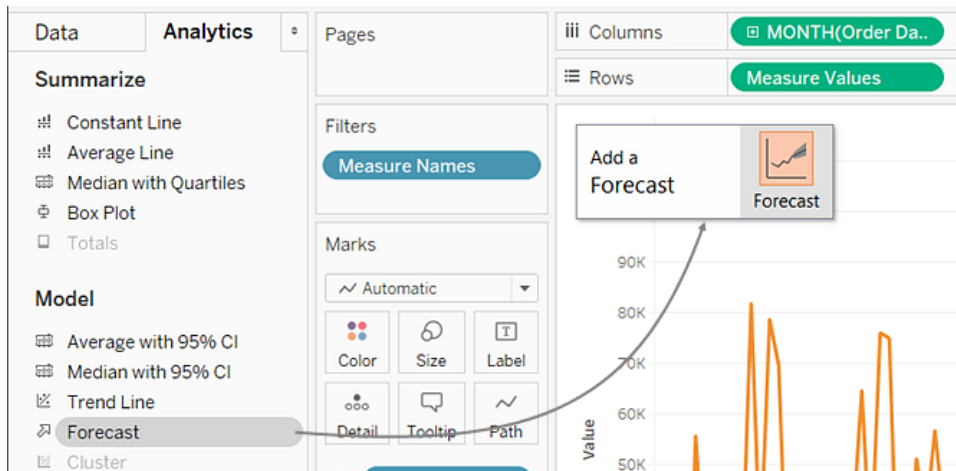 Data
Analytics
Summarize
Constant Line
Average Line
Median with Quartiles
Box Plot
Totals
Model
Average with 95% CI
Median with 95% CI
Trend Line
Forecast
Cluster
Pages
Filters
Measure Names
Marks
Automatic
Color
Size
Label
Detail
Tooltip
Path
Columns
MONTH(Order Da..
Rows
Measure Values
Add a
Forecast
Forecast
90K
80K
70K
60K
50K
Value